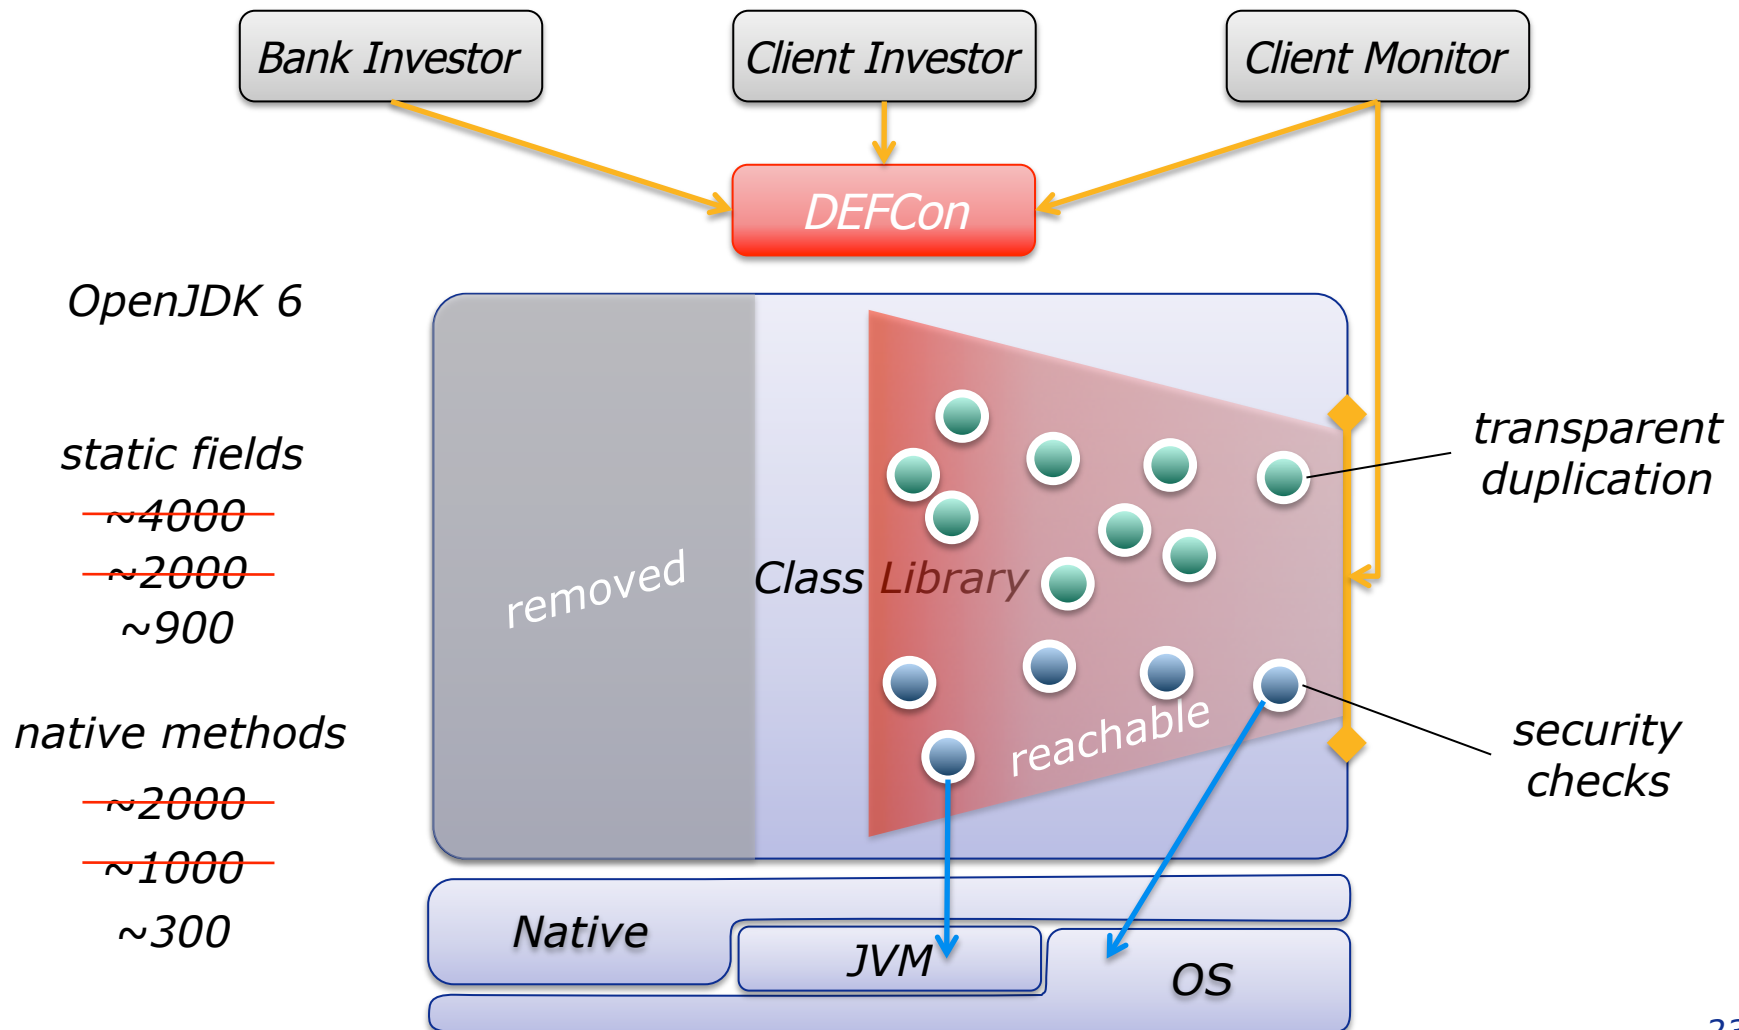 Bank Investor
Client Investor
Client Monitor
DEFCon
OpenJDK 6
static fields
~4000
~2000
~900
native methods
~2000
~1000
~300
removed
Class Library
reachable
transparent
duplication
security
checks
Native
JVM
OS